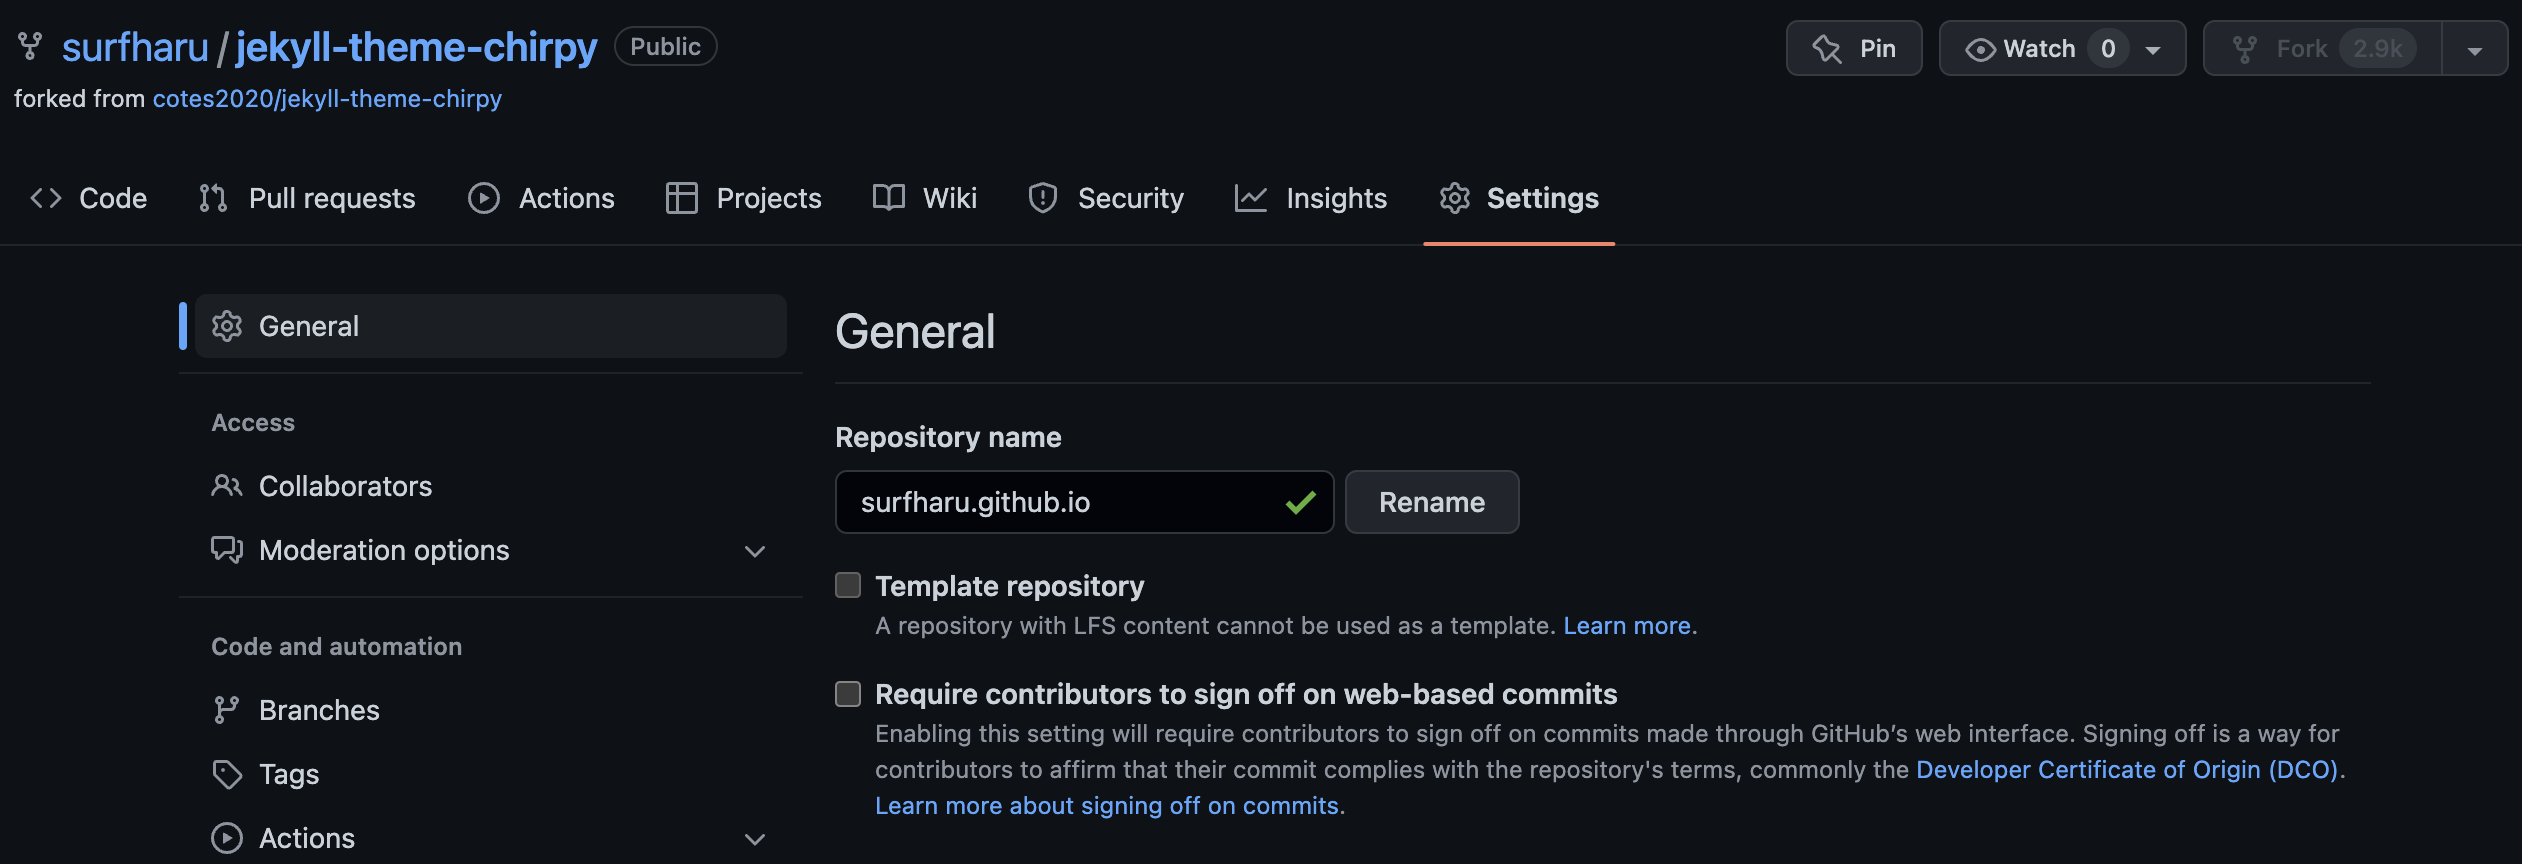 surfharu / jekyll-theme-chirpy Public Pin Watch 0 Fork 2.9k
forked from cotes2020/jekyll-theme-chirpy
Code Pull requests Actions Projects Wiki Security Insights Settings
General
Access
Collaborators
Moderation options
Code and automation
Branches
Tags
Actions
General
Repository name
surfharu.github.io Rename
Template repository
A repository with LFS content cannot be used as a template. Learn more.
Require contributors to sign off on web-based commits
Enabling this setting will require contributors to sign off on commits made through GitHub’s web interface. Signing off is a way for
contributors to affirm that their commit complies with the repository's terms, commonly the Developer Certificate of Origin (DCO).
Learn more about signing off on commits.